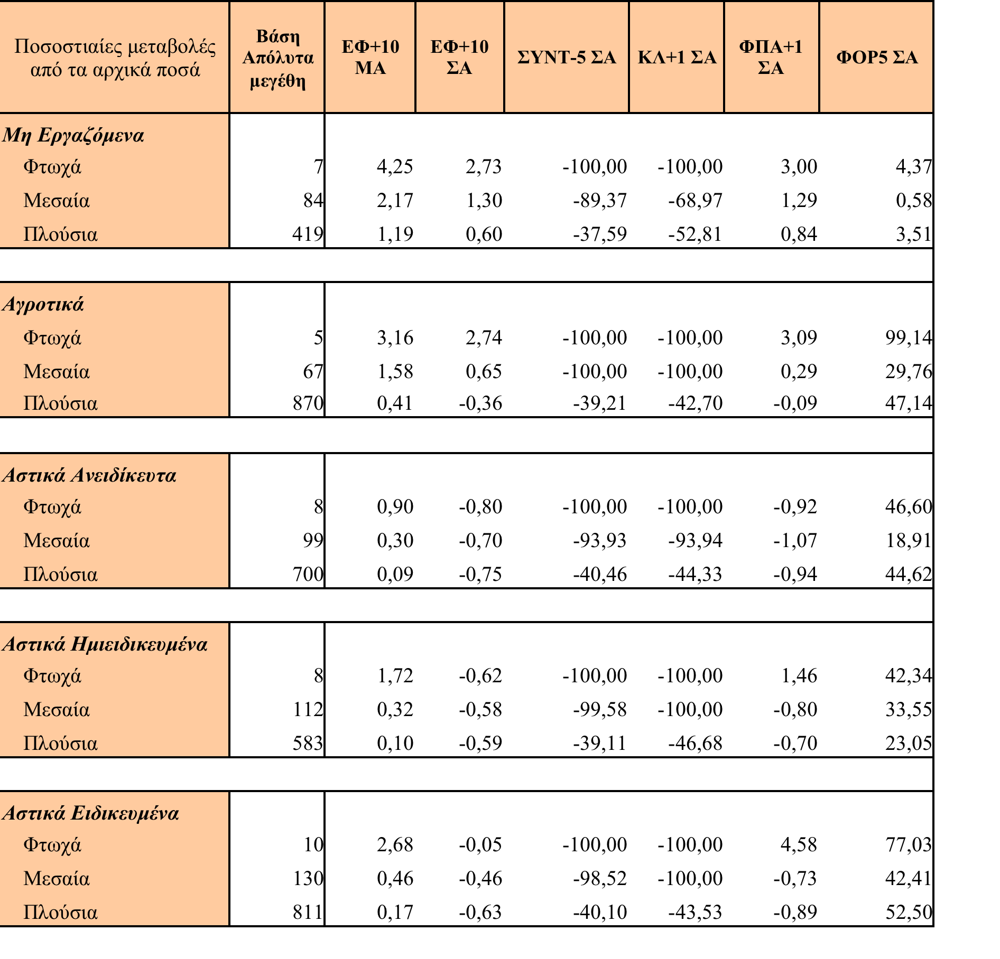 Ποσοστιαίες μεταβολές από τα αρχικά ποσά Βάση Απόλυτα μεγέθη ΕΦ+10 ΜΑ ΕΦ+10 ΣΑ ΣΥΝΤ-5 ΣΑ ΚΛ+1 ΣΑ ΦΠΑ+1 ΣΑ ΦΟΡ5 ΣΑ
Μη Εργαζόμενα
Φτωχά 7 4,25 2,73 -100,00 -100,00 3,00 4,37
Μεσαία 84 2,17 1,30 -89,37 -68,97 1,29 0,58
Πλούσια 419 1,19 0,60 -37,59 -52,81 0,84 3,51
Αγροτικά
Φτωχά 5 3,16 2,74 -100,00 -100,00 3,09 99,14
Μεσαία 67 1,58 0,65 -100,00 -100,00 0,29 29,76
Πλούσια 870 0,41 -0,36 -39,21 -42,70 -0,09 47,14
Αστικά Ανειδίκευτα
Φτωχά 8 0,90 -0,80 -100,00 -100,00 -0,92 46,60
Μεσαία 99 0,30 -0,70 -93,93 -93,94 -1,07 18,91
Πλούσια 700 0,09 -0,75 -40,46 -44,33 -0,94 44,62
Αστικά Ημιειδικευμένα
Φτωχά 8 1,72 -0,62 -100,00 -100,00 1,46 42,34
Μεσαία 112 0,32 -0,58 -99,58 -100,00 -0,80 33,55
Πλούσια 583 0,10 -0,59 -39,11 -46,68 -0,70 23,05
Αστικά Ειδικευμένα
Φτωχά 10 2,68 -0,05 -100,00 -100,00 4,58 77,03
Μεσαία 130 0,46 -0,46 -98,52 -100,00 -0,73 42,41
Πλούσια 811 0,17 -0,63 -40,10 -43,53 -0,89 52,50